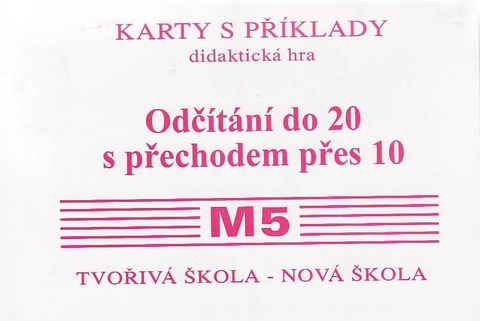 KARTY S PŘÍKLADY
didaktická hra
Odčítání do 20
s přechodem přes 10
M5
TVOŘIVÁ ŠKOLA - NOVÁ ŠKOLA